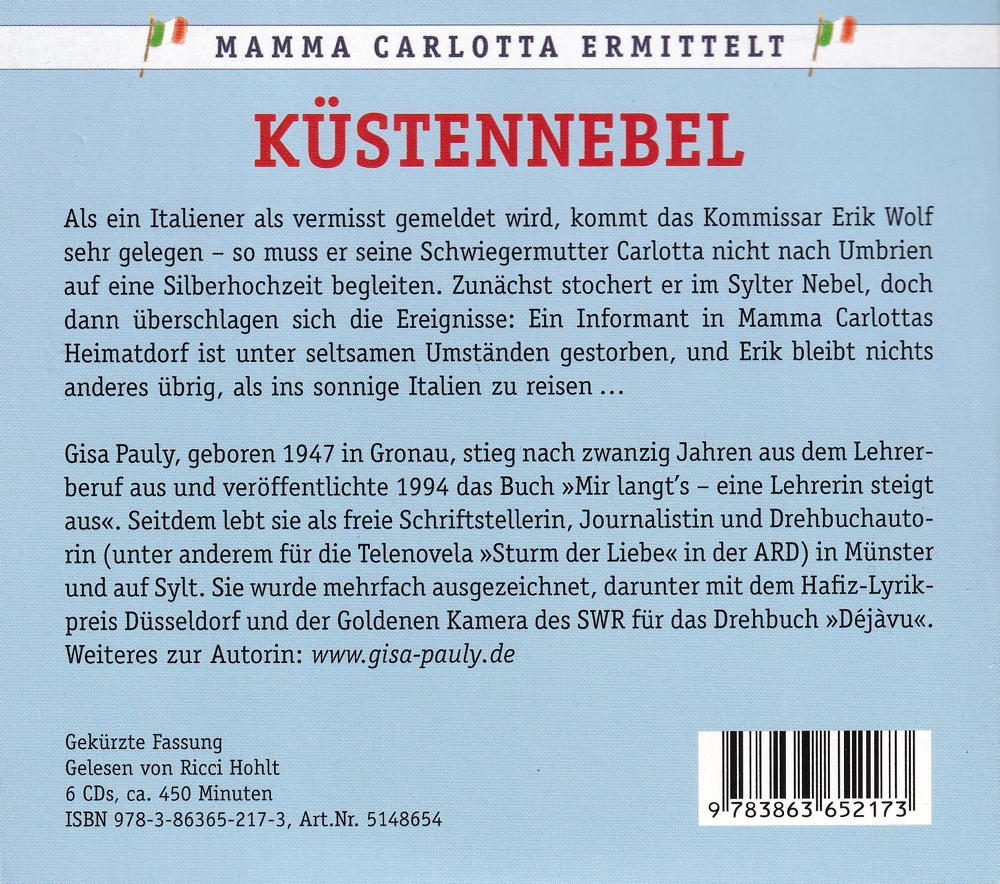 MAMMA CARLOTTA ERMITTELT
KÜSTENNEBEL
Als ein Italiener als vermisst gemeldet wird, kommt das Kommissar Erik Wolf
sehr gelegen – so muss er seine Schwiegermutter Carlotta nicht nach Umbrien
auf eine Silberhochzeit begleiten. Zunächst stochert er im Sylter Nebel, doch
dann überschlagen sich die Ereignisse: Ein Informant in Mamma Carlottas
Heimatdorf ist unter seltsamen Umständen gestorben, und Erik bleibt nichts
anderes übrig, als ins sonnige Italien zu reisen ...
Gisa Pauly, geboren 1947 in Gronau, stieg nach zwanzig Jahren aus dem Lehrer-
beruf aus und veröffentlichte 1994 das Buch »Mir langt's – eine Lehrerin steigt
aus«. Seitdem lebt sie als freie Schriftstellerin, Journalistin und Drehbuchauto-
rin (unter anderem für die Telenovela »Sturm der Liebe« in der ARD) in Münster
und auf Sylt. Sie wurde mehrfach ausgezeichnet, darunter mit dem Hafiz-Lyrik-
preis Düsseldorf und der Goldenen Kamera des SWR für das Drehbuch »Déjàvu«.
Weiteres zur Autorin: www.gisa-pauly.de
Gekürzte Fassung
Gelesen von Ricci Hohlt
6 CDs, ca. 450 Minuten
ISBN 978-3-86365-217-3, Art.Nr. 5148654
9 783863 652173